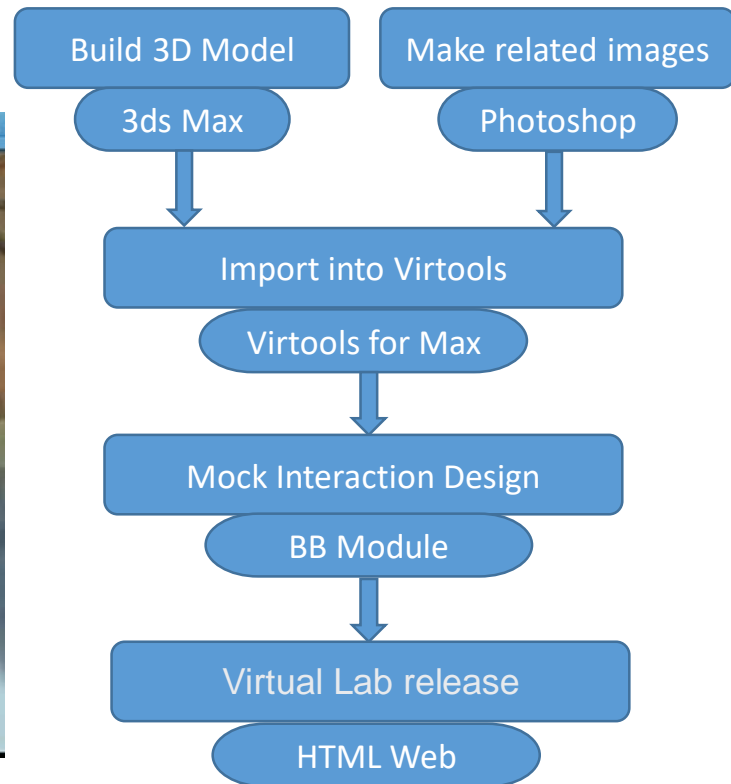 Build 3D Model
Make related images
3ds Max
Photoshop
Import into Virtools
Virtools for Max
Mock Interaction Design
BB Module
Virtual Lab release
HTML Web